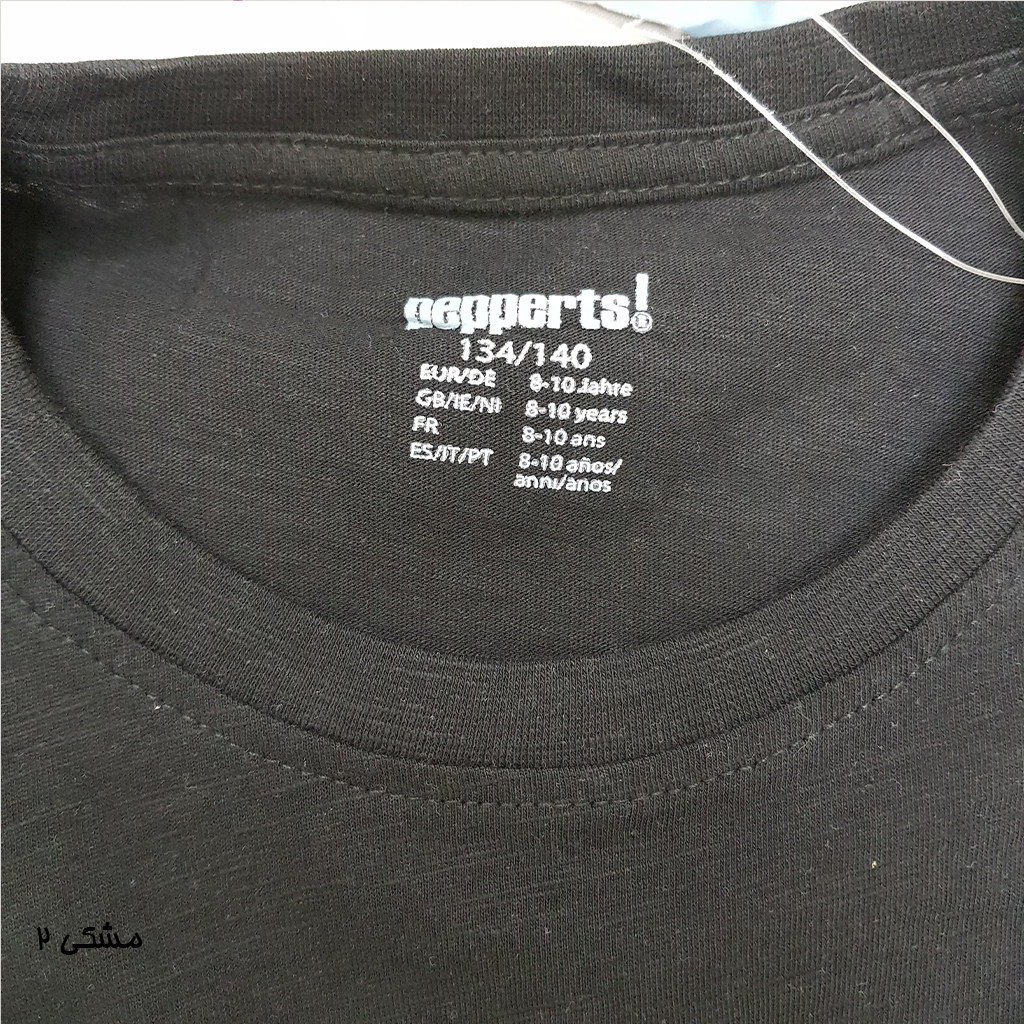 pepperts!®
134/140
EUR/DE 8-10 Jahre
GB/IE/NI 8-10 years
FR 8-10 ans
ES/IT/PT 8-10 años/
anni/anos
مشکی ۲